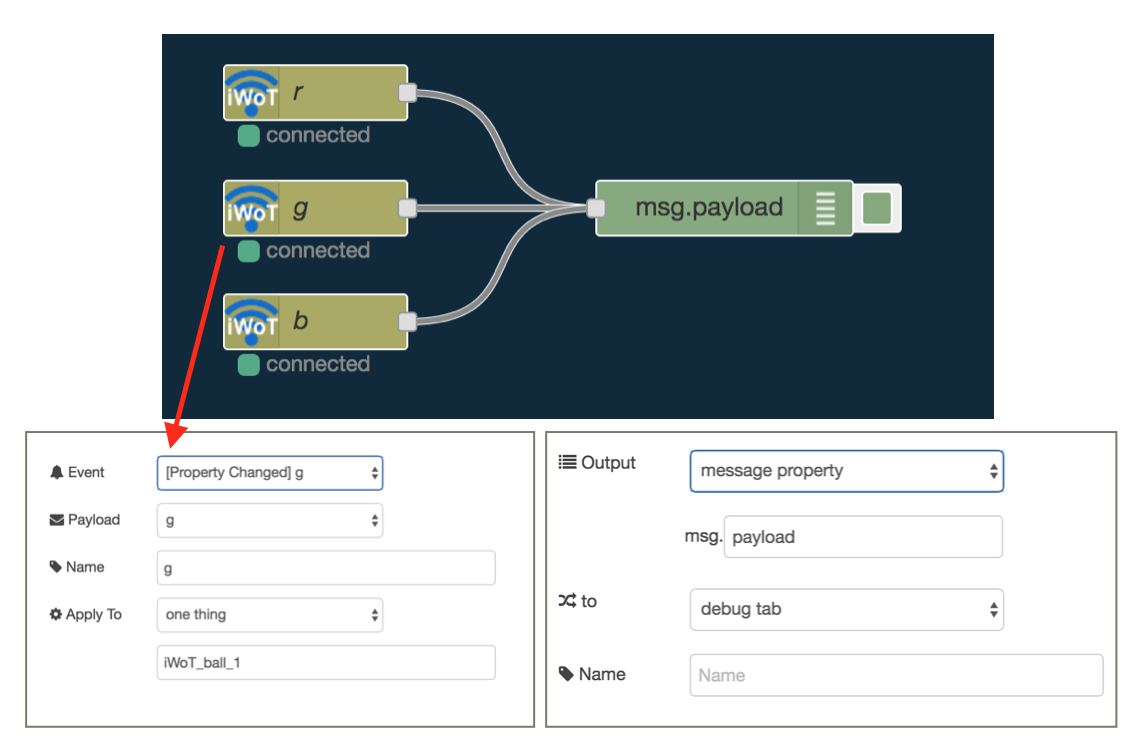 iWoT r
connected
iWoT g
connected
iWoT b
connected
msg.payload
Event [Property Changed] g
Payload g
Name g
Apply To one thing
iWoT_ball_1
Output message property
msg. payload
to debug tab
Name Name